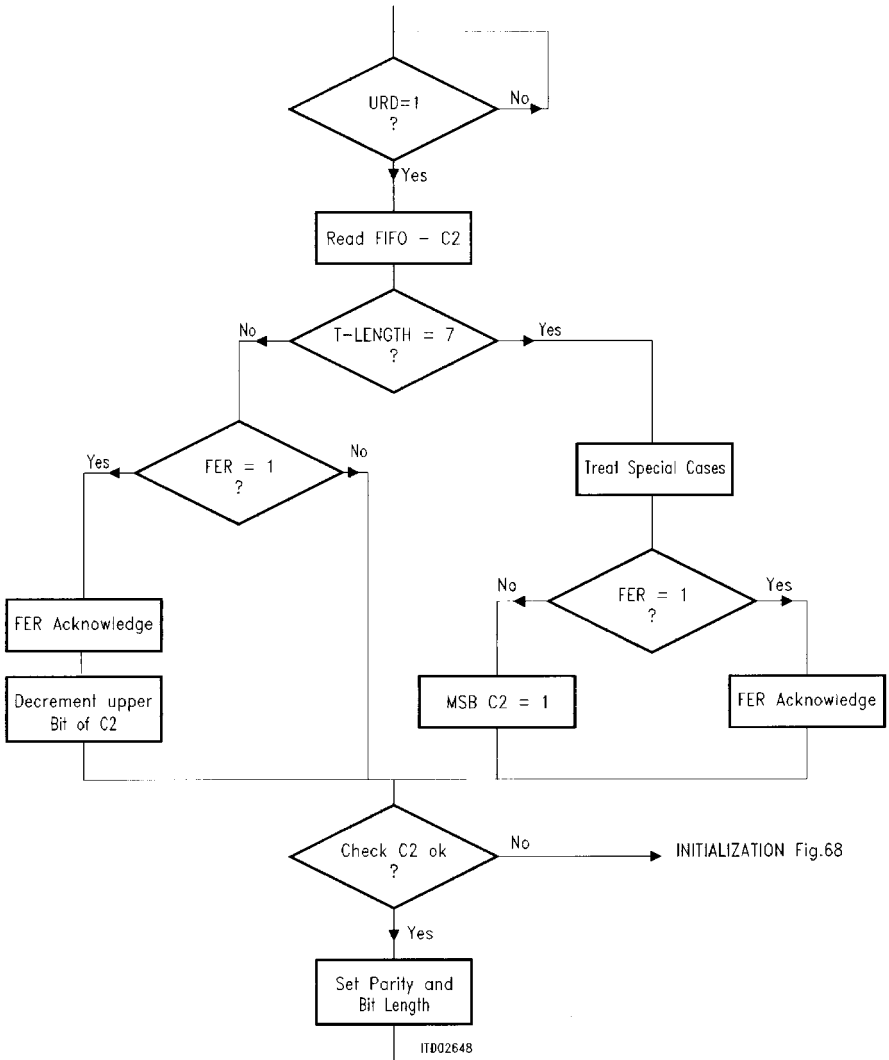 URD=1
?
No
Yes
Read FIFO - C2
No
T-LENGTH = 7
?
Yes
Yes
FER = 1
?
No
Treat Special Cases
No
FER = 1
?
Yes
FER Acknowledge
Decrement upper
Bit of C2
MSB C2 = 1
FER Acknowledge
Check C2 ok
?
No
INITIALIZATION Fig.68
Yes
Set Parity and
Bit Length
ITD02648